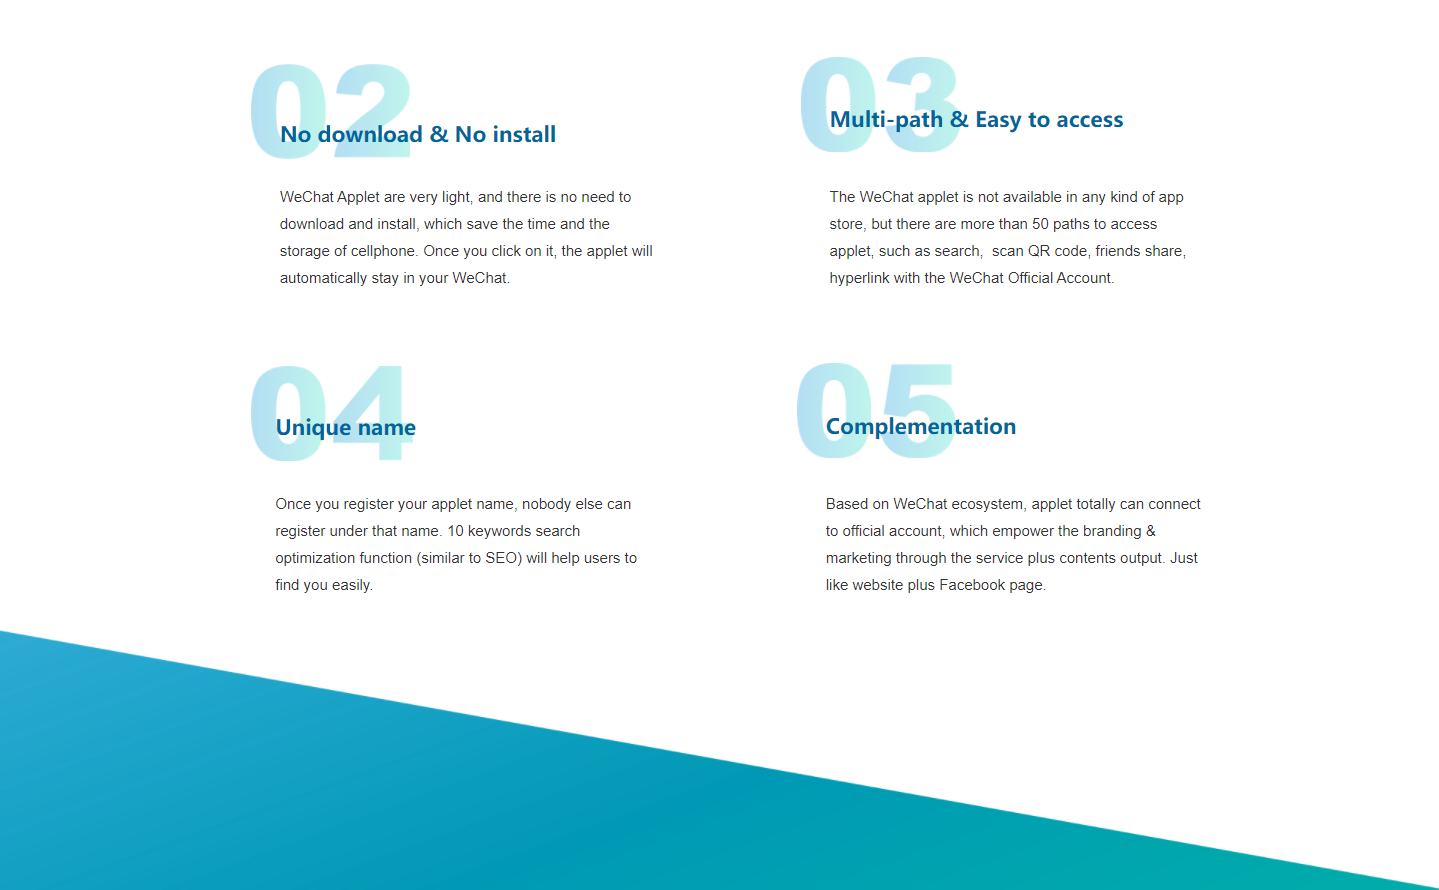 02
No download & No install
WeChat Applet are very light, and there is no need to
download and install, which save the time and the
storage of cellphone. Once you click on it, the applet will
automatically stay in your WeChat.
03
Multi-path & Easy to access
The WeChat applet is not available in any kind of app
store, but there are more than 50 paths to access
applet, such as search,  scan QR code, friends share,
hyperlink with the WeChat Official Account.
04
Unique name
Once you register your applet name, nobody else can
register under that name. 10 keywords search
optimization function (similar to SEO) will help users to
find you easily.
05
Complementation
Based on WeChat ecosystem, applet totally can connect
to official account, which empower the branding &
marketing through the service plus contents output. Just
like website plus Facebook page.